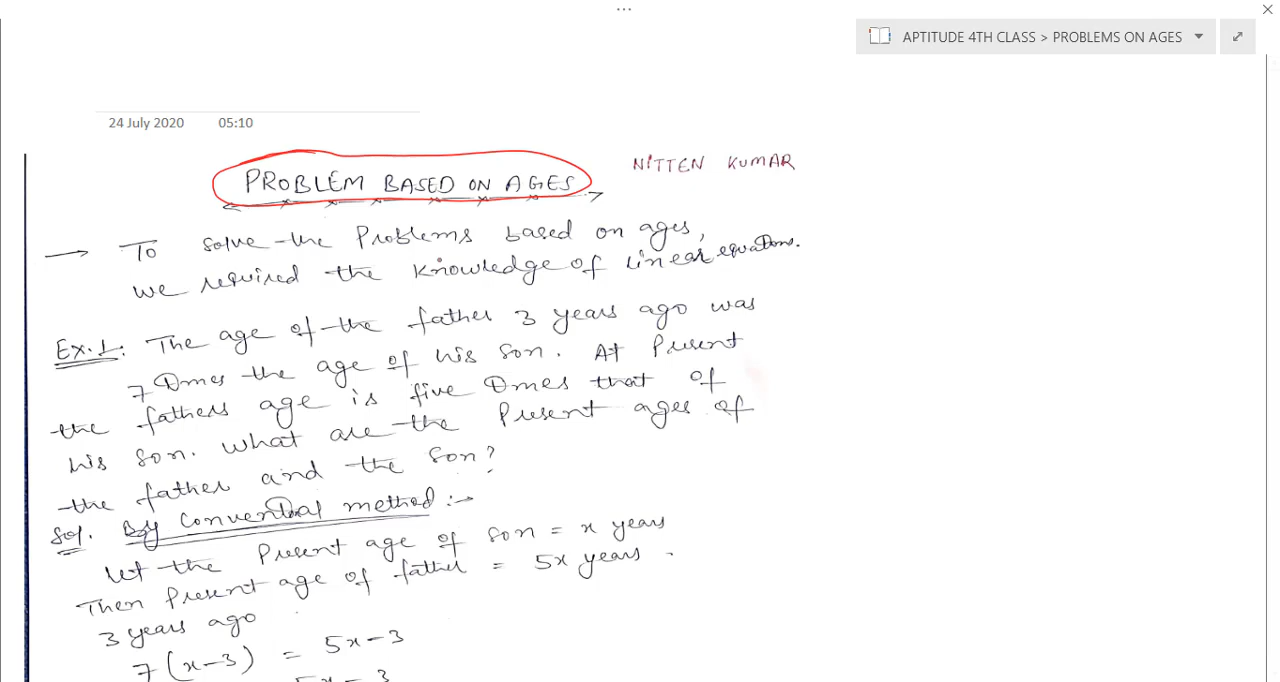 ...
APTITUDE 4TH CLASS > PROBLEMS ON AGES
24 July 2020 05:10
PROBLEM BASED ON AGES
NITTEN KUMAR
→ To solve the Problems based on ages,
we required the knowledge of linear equations.
Ex.1: The age of the father 3 years ago was
7 times the age of his son. At Present
the fathers age is five times that of
his son. What are the Present ages of
the father and the son?
Sol. By conventional method :-
let the Present age of son = x years
Then Present age of father = 5x years
3 years ago
7(x-3) = 5x-3
5x-3